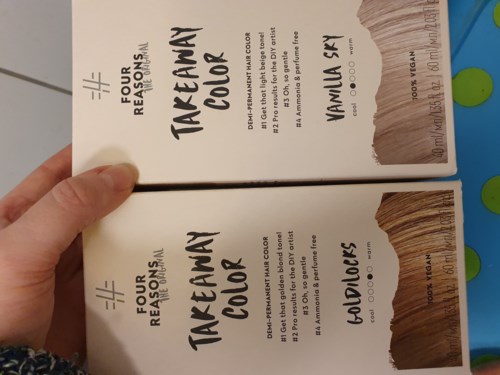 FOUR
REASONS
THE ORIGINAL
TAKEAWAY
COLOR
DEMI-PERMANENT HAIR COLOR
#1 Get that light beige tone!
#2 Pro results for the DIY artist
#3 Oh, so gentle
#4 Ammonia & perfume free
VANILLA SKY
cool warm
100% VEGAN
FOUR
REASONS
THE ORIGINAL
TAKEAWAY
COLOR
DEMI-PERMANENT HAIR COLOR
#1 Get that golden blond tone!
#2 Pro results for the DIY artist
#3 Oh, so gentle
#4 Ammonia & perfume free
GOLDILOCKS
cool warm
100% VEGAN